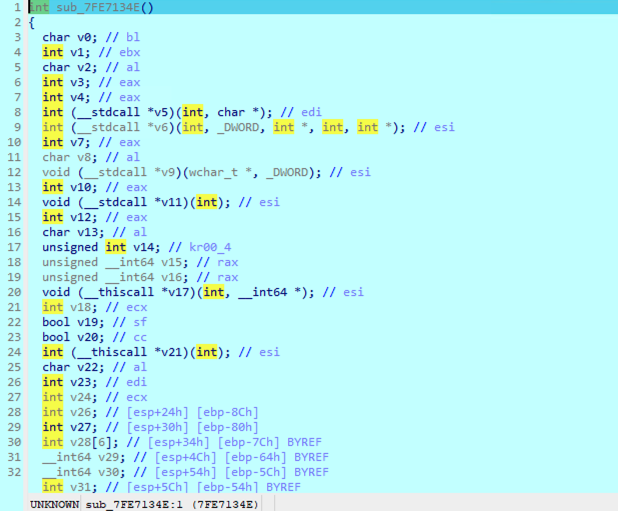 1 int sub_7FE7134E()
2 {
3 char v0; // bl
4 int v1; // ebx
5 char v2; // al
6 int v3; // eax
7 int v4; // eax
8 int (__stdcall *v5)(int, char *); // edi
9 int (__stdcall *v6)(int, _DWORD, int *, int, int *); // esi
10 int v7; // eax
11 char v8; // al
12 void (__stdcall *v9)(wchar_t *, _DWORD); // esi
13 int v10; // eax
14 void (__stdcall *v11)(int); // esi
15 int v12; // eax
16 char v13; // al
17 unsigned int v14; // kr00_4
18 unsigned __int64 v15; // rax
19 unsigned __int64 v16; // rax
20 void (__thiscall *v17)(int, __int64 *); // esi
21 int v18; // ecx
22 bool v19; // sf
23 bool v20; // cc
24 int (__thiscall *v21)(int); // esi
25 char v22; // al
26 int v23; // edi
27 int v24; // ecx
28 int v26; // [esp+24h] [ebp-8Ch]
29 int v27; // [esp+30h] [ebp-80h]
30 int v28[6]; // [esp+34h] [ebp-7Ch] BYREF
31 __int64 v29; // [esp+4Ch] [ebp-64h] BYREF
32 __int64 v30; // [esp+54h] [ebp-5Ch] BYREF
int v31; // [esp+5Ch] [ebp-54h] BYREF
UNKNOWN sub_7FE7134E:1 (7FE7134E)